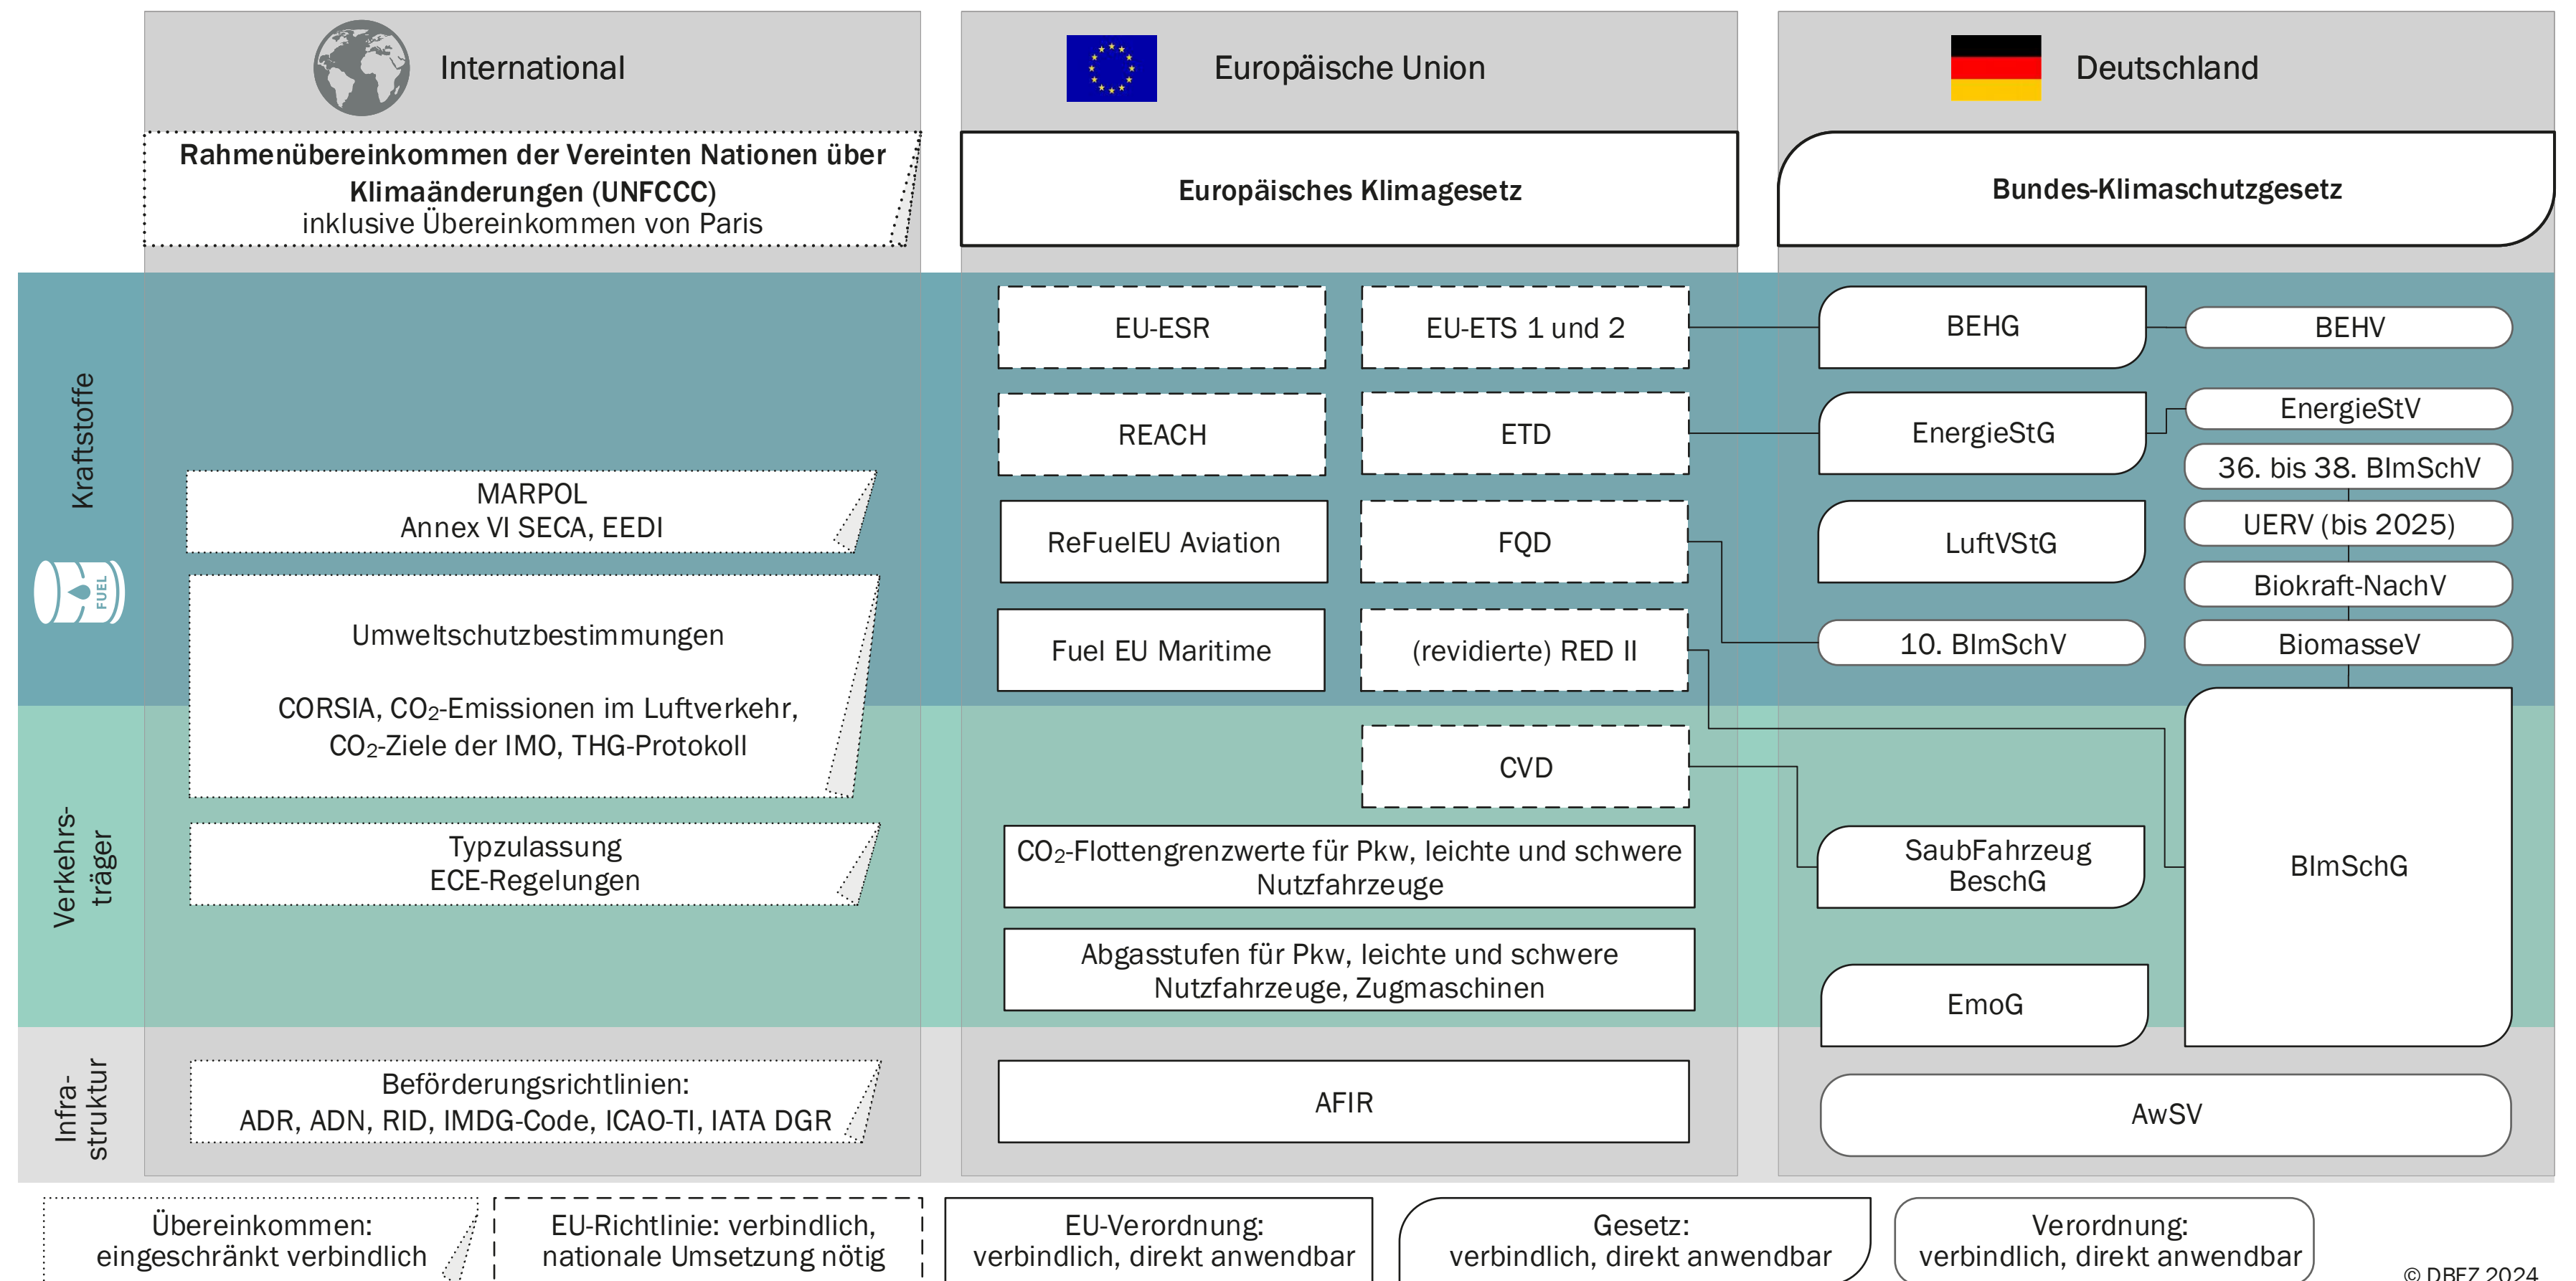 International
Europäische Union
Deutschland
Rahmenübereinkommen der Vereinten Nationen über
Klimaänderungen (UNFCCC)
inklusive Übereinkommen von Paris
Europäisches Klimagesetz
Bundes-Klimaschutzgesetz
Kraftstoffe
FUEL
MARPOL
Annex VI SECA, EEDI
Umweltschutzbestimmungen
CORSIA, CO₂-Emissionen im Luftverkehr,
CO₂-Ziele der IMO, THG-Protokoll
EU-ESR
EU-ETS 1 und 2
REACH
ETD
ReFuelEU Aviation
FQD
Fuel EU Maritime
(revidierte) RED II
BEHG
BEHV
EnergieStG
EnergieStV
36. bis 38. BImSchV
LuftVStG
UERV (bis 2025)
Biokraft-NachV
10. BImSchV
BiomasseV
Verkehrs-
träger
Typzulassung
ECE-Regelungen
CVD
CO₂-Flottengrenzwerte für Pkw, leichte und schwere
Nutzfahrzeuge
Abgasstufen für Pkw, leichte und schwere
Nutzfahrzeuge, Zugmaschinen
SaubFahrzeug
BeschG
BImSchG
EmoG
Infra-
struktur
Beförderungsrichtlinien:
ADR, ADN, RID, IMDG-Code, ICAO-TI, IATA DGR
AFIR
AwSV
Übereinkommen:
eingeschränkt verbindlich
EU-Richtlinie: verbindlich,
nationale Umsetzung nötig
EU-Verordnung:
verbindlich, direkt anwendbar
Gesetz:
verbindlich, direkt anwendbar
Verordnung:
verbindlich, direkt anwendbar
© DBFZ 2024